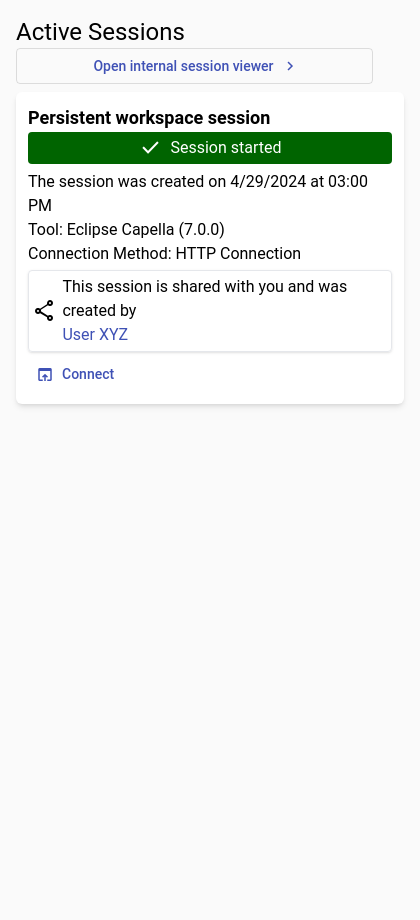 Active Sessions
Open internal session viewer
Persistent workspace session
Session started
The session was created on 4/29/2024 at 03:00
PM
Tool: Eclipse Capella (7.0.0)
Connection Method: HTTP Connection
This session is shared with you and was
created by
User XYZ
Connect